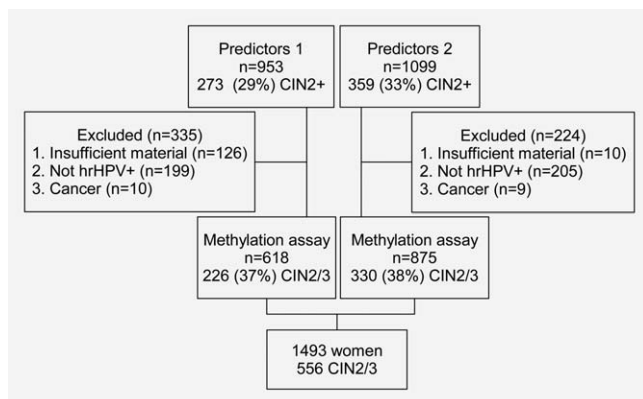 Predictors 1
n=953
273 (29%) CIN2+
Predictors 2
n=1099
359 (33%) CIN2+
Excluded (n=335)
1. Insufficient material (n=126)
2. Not hrHPV+ (n=199)
3. Cancer (n=10)
Excluded (n=224)
1. Insufficient material (n=10)
2. Not hrHPV+ (n=205)
3. Cancer (n=9)
Methylation assay
n=618
226 (37%) CIN2/3
Methylation assay
n=875
330 (38%) CIN2/3
1493 women
556 CIN2/3